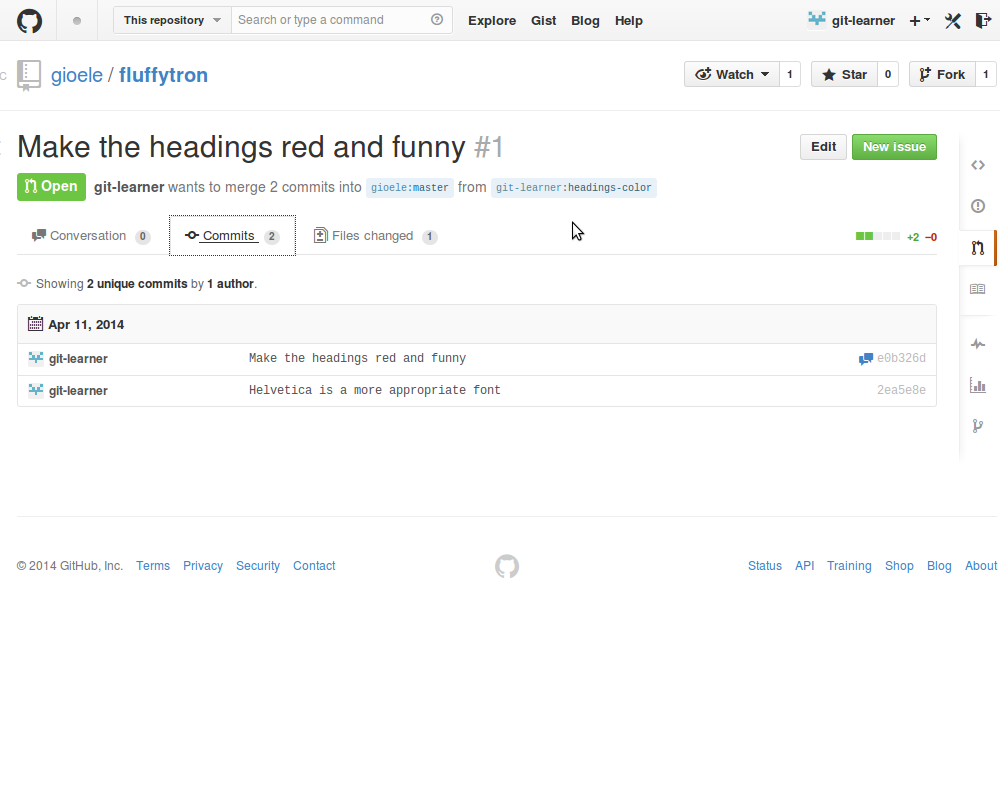 This repository Search or type a command Explore Gist Blog Help git-learner
gioele / fluffytron Watch 1 Star 0 Fork 1
Make the headings red and funny #1 Edit New issue
Open git-learner wants to merge 2 commits into gioele:master from git-learner:headings-color
Conversation 0 Commits 2 Files changed 1 +2 −0
Showing 2 unique commits by 1 author.
Apr 11, 2014
git-learner Make the headings red and funny e0b326d
git-learner Helvetica is a more appropriate font 2ea5e8e
© 2014 GitHub, Inc. Terms Privacy Security Contact Status API Training Shop Blog About